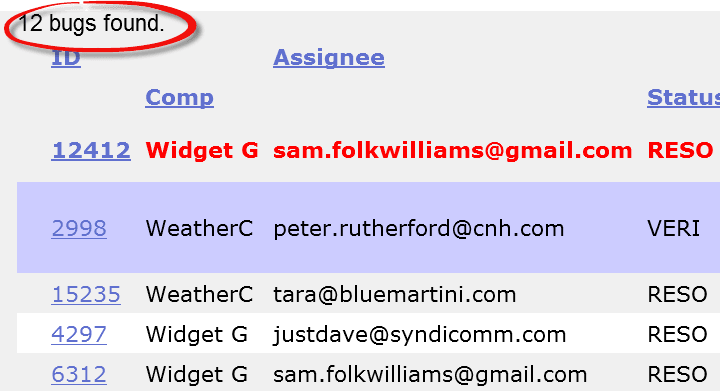 12 bugs found.
ID Assignee
Comp Status
12412 Widget G sam.folkwilliams@gmail.com RESO
2998 WeatherC peter.rutherford@cnh.com VERI
15235 WeatherC tara@bluemartini.com RESO
4297 Widget G justdave@syndicomm.com RESO
6312 Widget G sam.folkwilliams@gmail.com RESO